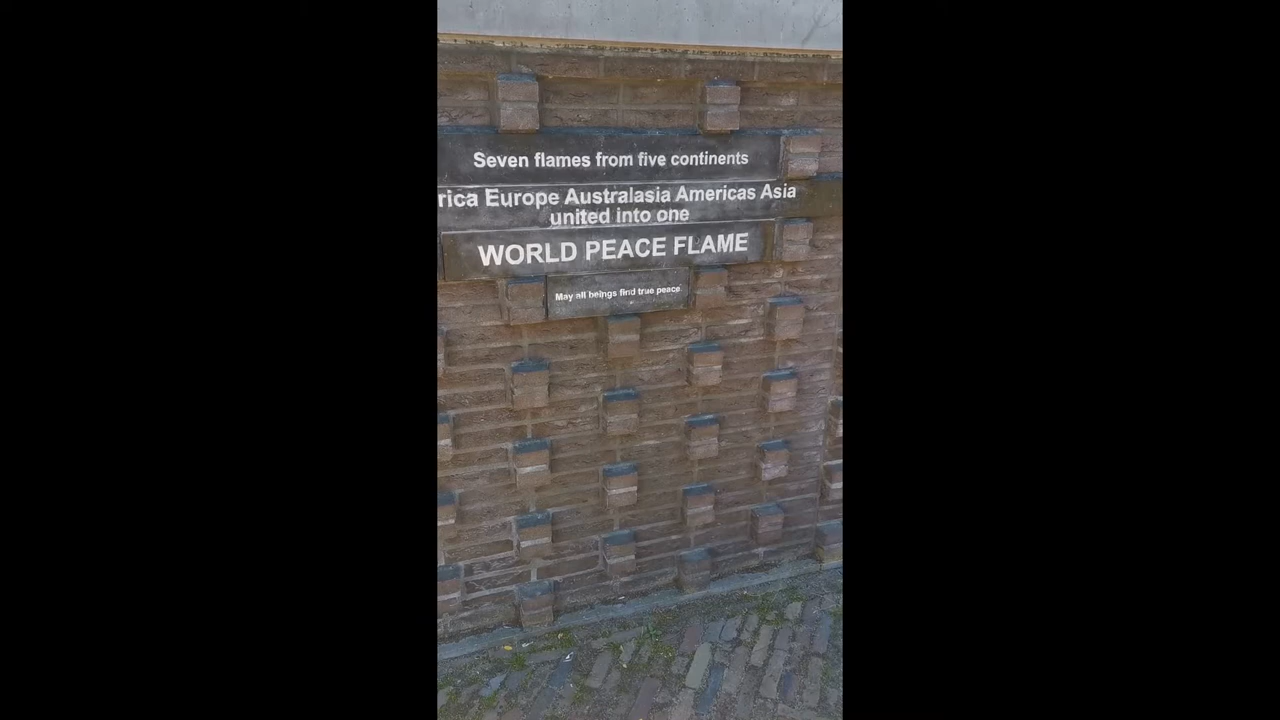 Seven flames from five continents
rica Europe Australasia Americas Asia
united into one
WORLD PEACE FLAME
May all beings find true peace